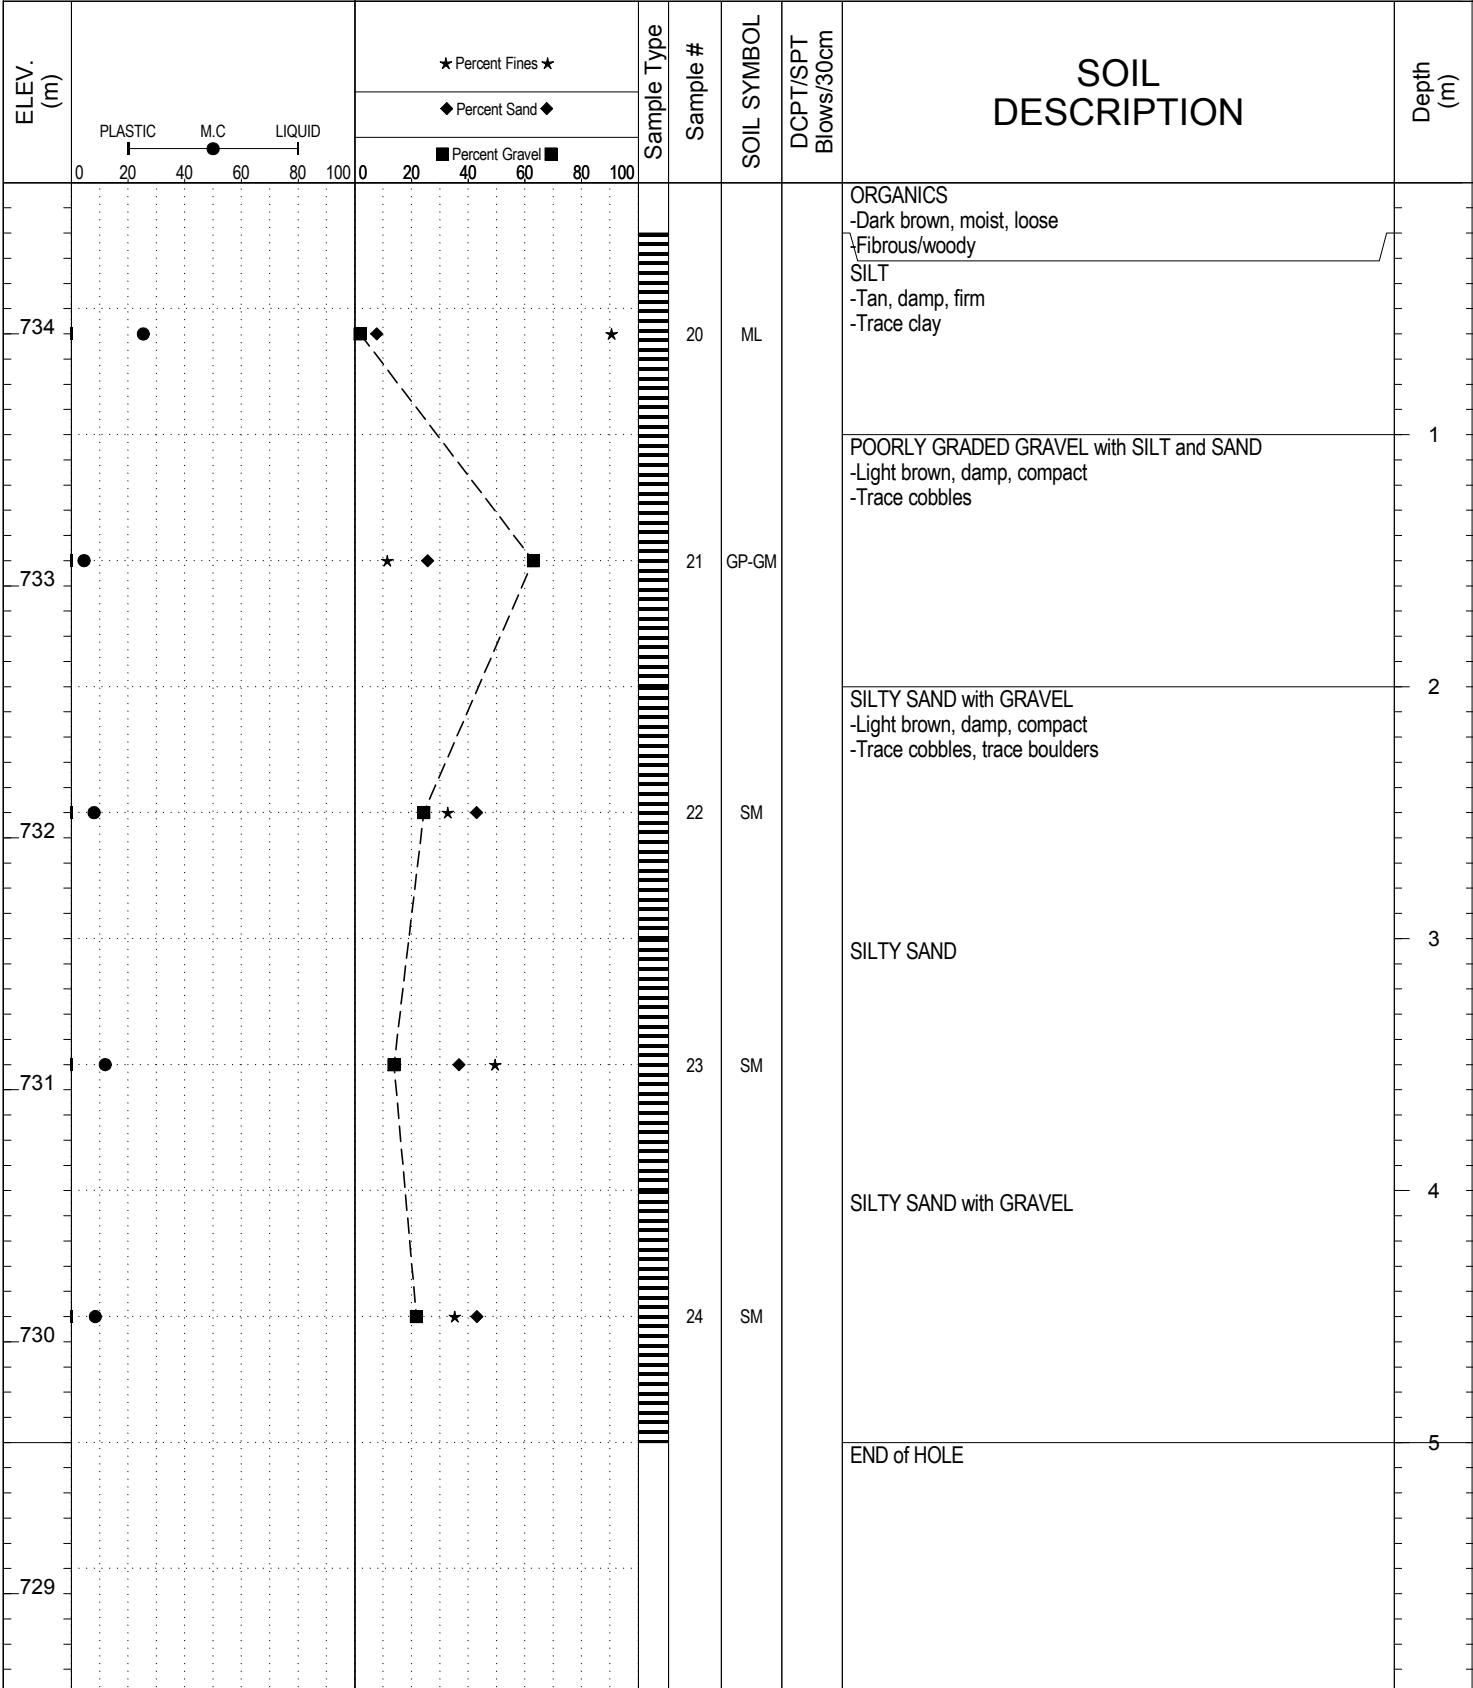 ELEV.
(m)
PLASTIC M.C LIQUID
0 20 40 60 80 100
★ Percent Fines ★
◆ Percent Sand ◆
■ Percent Gravel ■
0 20 40 60 80 100
Sample Type
Sample #
SOIL SYMBOL
DCPT/SPT
Blows/30cm
SOIL
DESCRIPTION
Depth
(m)
ORGANICS
-Dark brown, moist, loose
-Fibrous/woody
SILT
-Tan, damp, firm
-Trace clay
734
20 ML
1
POORLY GRADED GRAVEL with SILT and SAND
-Light brown, damp, compact
-Trace cobbles
21 GP-GM
733
2
SILTY SAND with GRAVEL
-Light brown, damp, compact
-Trace cobbles, trace boulders
22 SM
732
3
SILTY SAND
23 SM
731
4
SILTY SAND with GRAVEL
24 SM
730
5
END of HOLE
729